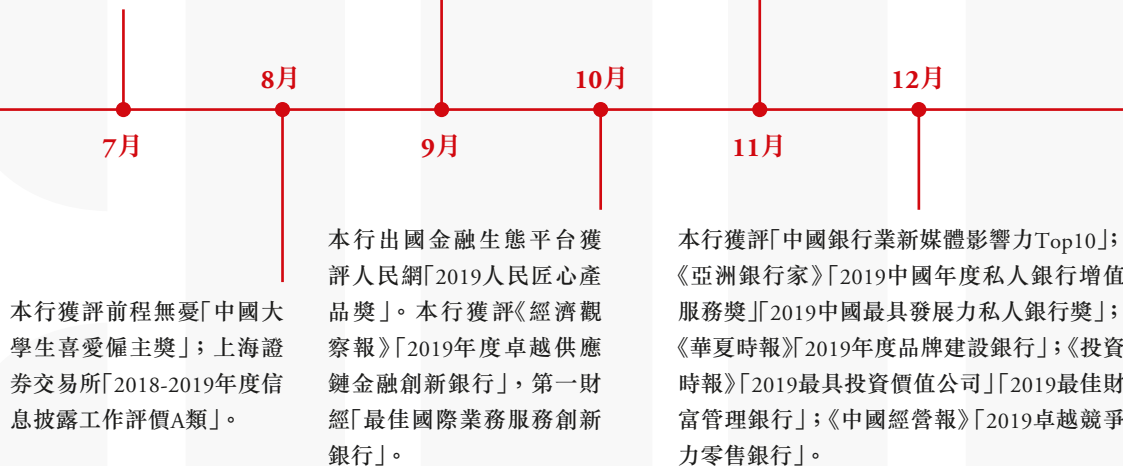 8月
10月
12月
7月
9月
11月
本行獲評前程無憂「中國大
學生喜愛僱主獎」；上海證
券交易所「2018-2019年度信
息披露工作評價A類」。
本行出國金融生態平台獲
評人民網「2019人民匠心產
品獎」。本行獲評《經濟觀
察報》「2019年度卓越供應
鏈金融創新銀行」，第一財
經「最佳國際業務服務創新
銀行」。
本行獲評「中國銀行業新媒體影響力Top10」；
《亞洲銀行家》「2019中國年度私人銀行增值
服務獎」「2019中國最具發展力私人銀行獎」；
《華夏時報》「2019年度品牌建設銀行」；《投資
時報》「2019最具投資價值公司」「2019最佳財
富管理銀行」；《中國經營報》「2019卓越競爭
力零售銀行」。